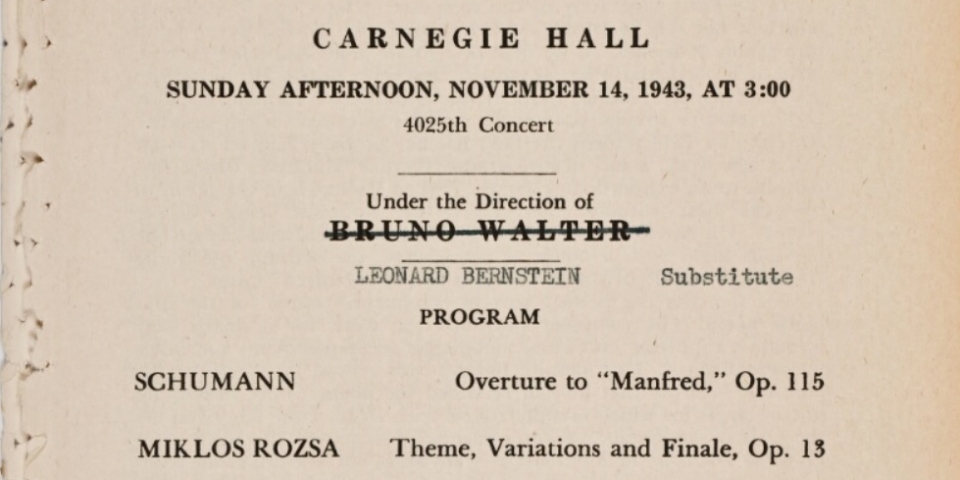 CARNEGIE HALL
SUNDAY AFTERNOON, NOVEMBER 14, 1943, AT 3:00
4025th Concert
Under the Direction of
BRUNO WALTER
LEONARD BERNSTEIN Substitute
PROGRAM
SCHUMANN Overture to “Manfred,” Op. 115
MIKLOS ROZSA Theme, Variations and Finale, Op. 13